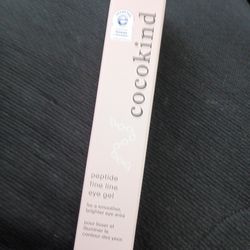 cocokind
peptide
fine line
eye gel
for a smoother,
brighter eye area
pour lisser et
illuminer le
contour des yeux